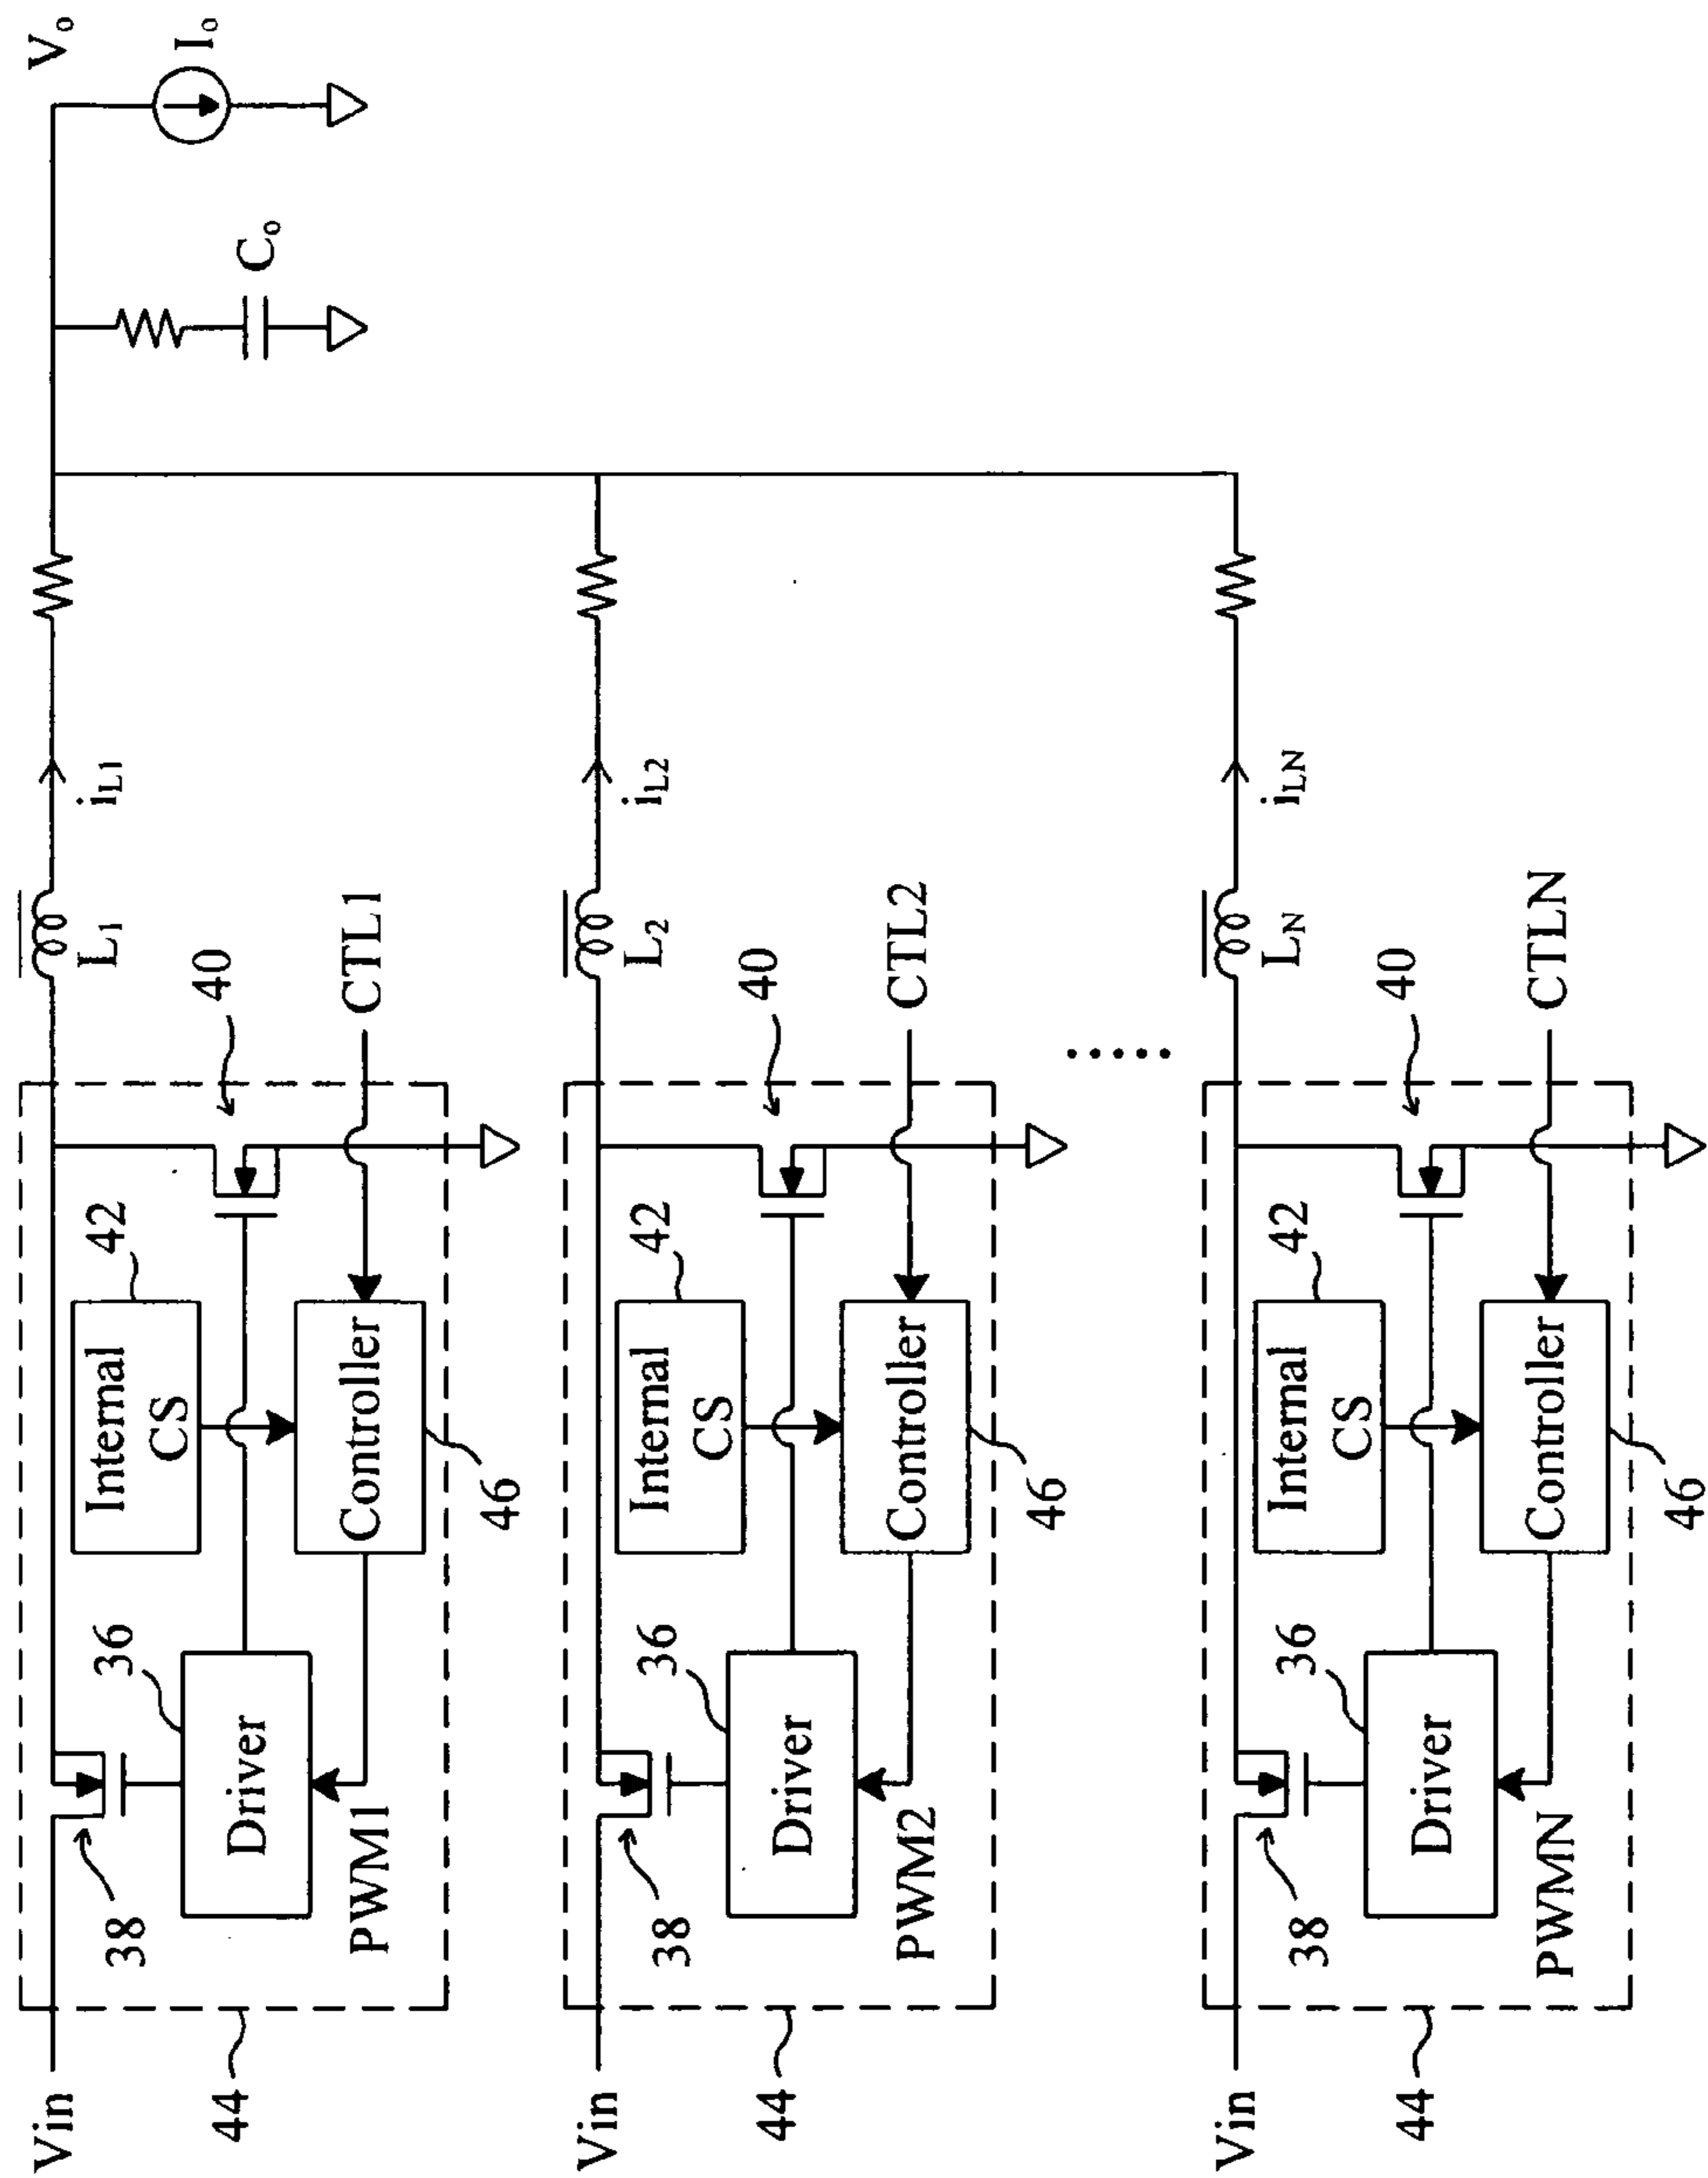 Vin
44
38
Driver
36
PWM1
Internal
CS
42
Controller
46
40
CTL1
L1
iL1
Co
Vo
Io
Vin
44
38
Driver
36
PWM2
Internal
CS
42
Controller
46
40
CTL2
L2
iL2
.....
Vin
44
38
Driver
36
PWMN
Internal
CS
42
Controller
46
40
CTLN
LN
iLN